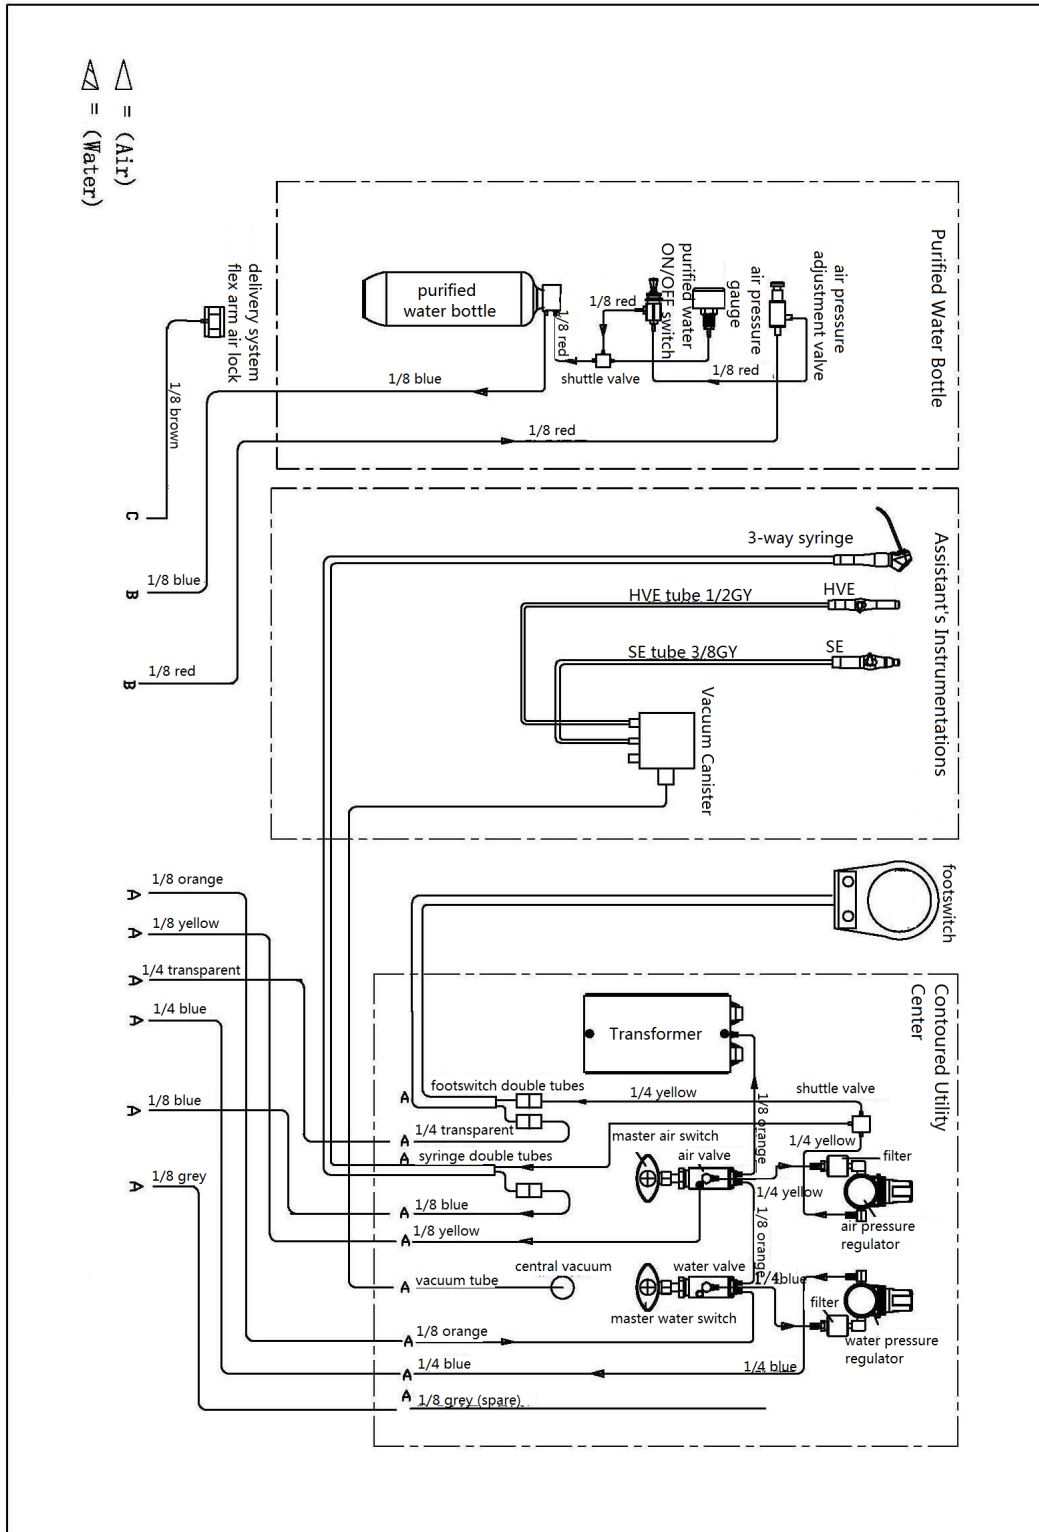 = (Air)
= (Water)
Purified Water Bottle
air pressure
adjustment valve
air pressure
gauge
purified water
ON/OFF switch
purified
water bottle
1/8 red
1/8 red
shuttle valve
1/8 red
delivery system
flex arm air lock
1/8 blue
1/8 brown
1/8 red
C
1/8 blue
B
1/8 red
B
Assistant's Instrumentations
3-way syringe
HVE tube 1/2GY
HVE
SE tube 3/8GY
SE
Vacuum Canister
footswitch
1/8 orange
A
1/8 yellow
A
1/4 transparent
A
1/4 blue
A
1/8 blue
A
1/8 grey
A
Contoured Utility
Center
Transformer
footswitch double tubes
A
1/4 yellow
shuttle valve
1/8 orange
1/4 transparent
A
master air switch
air valve
1/4 yellow
filter
A
syringe double tubes
1/4 yellow
1/8 blue
A
1/8 orange
air pressure
regulator
1/8 yellow
A
central vacuum
water valve
1/4blue
A
vacuum tube
filter
master water switch
1/8 orange
A
water pressure
regulator
1/4 blue
A
1/4 blue
A
1/8 grey (spare)